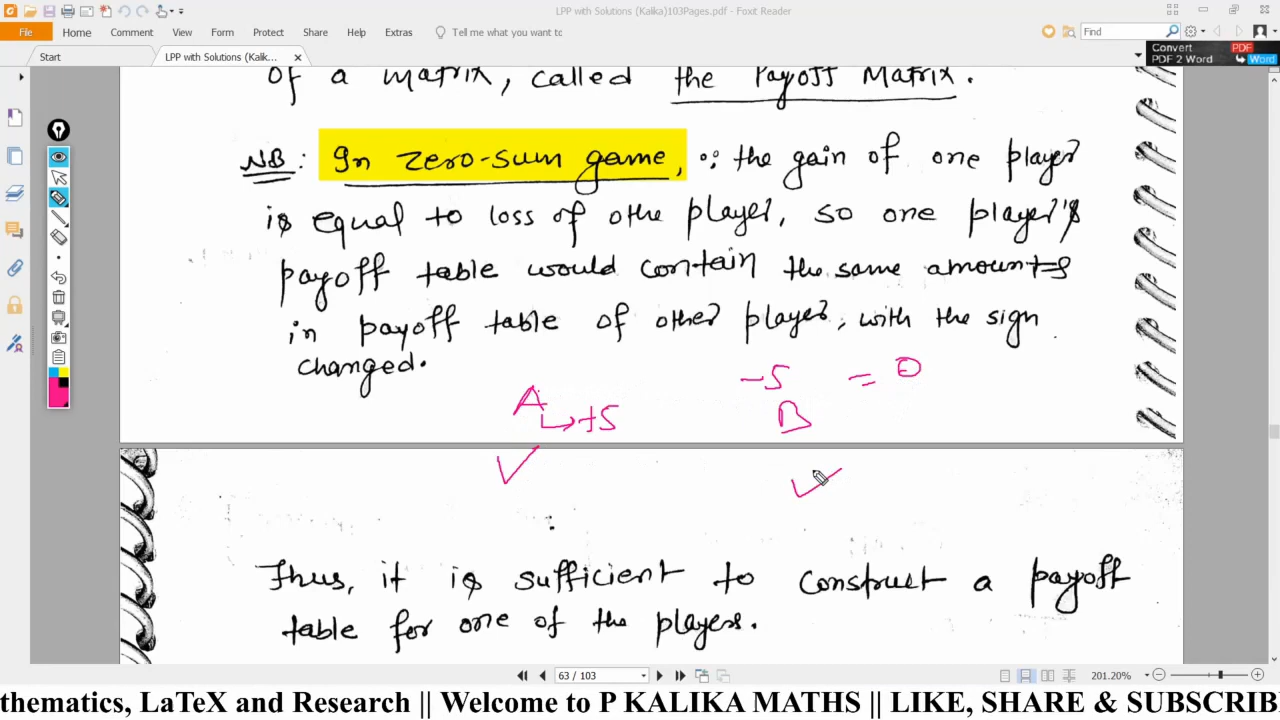 LPP with Solutions (Kalika)103Pages.pdf - Foxit Reader
File Home Comment View Form Protect Share Help Extras Tell me what you want to Find
Start LPP with Solutions (Kalik... ×
Convert PDF
PDF 2 Word Word
of a matrix, called the Payoff Matrix.
NB: In zero-sum game, ∵ the gain of one player
is equal to loss of othe player, so one player's
payoff table would contain the same amounts
in payoff table of other player, with the sign
changed.
-5 = 0
A +5 B
Thus, it is sufficient to construct a payoff
table for one of the players.
63 / 103 201.20%
thematics, LaTeX and Research || Welcome to P KALIKA MATHS || LIKE, SHARE & SUBSCRIB